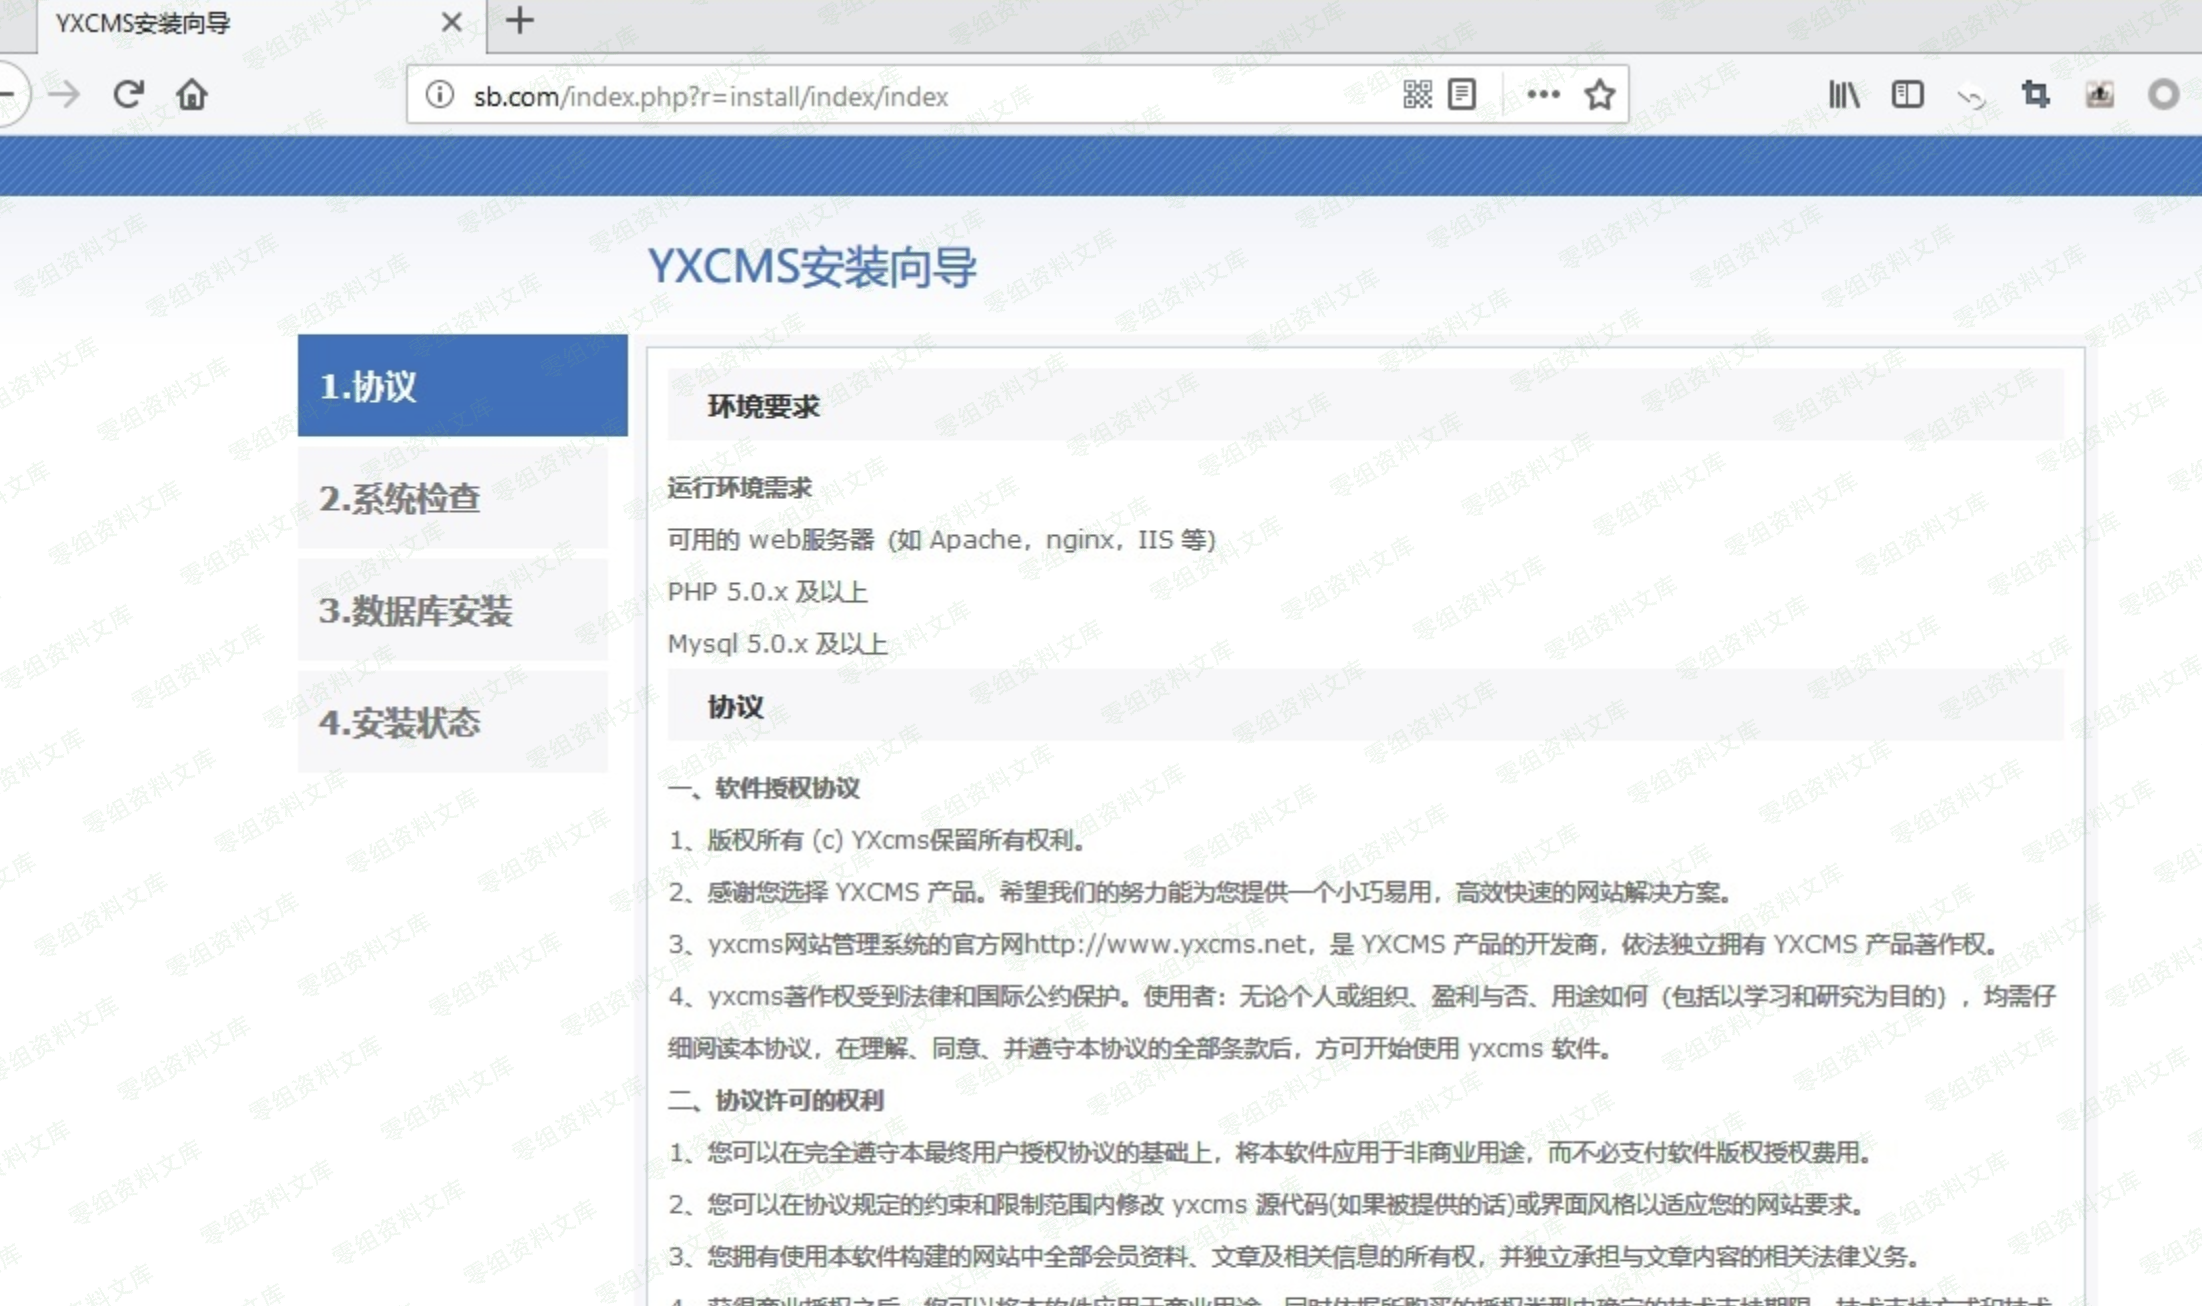 YXCMS安装向导
sb.com/index.php?r=install/index/index
YXCMS安装向导
1.协议
2.系统检查
3.数据库安装
4.安装状态
环境要求
运行环境需求
可用的 web服务器（如 Apache，nginx，IIS 等）
PHP 5.0.x 及以上
Mysql 5.0.x 及以上
协议
一、软件授权协议
1、版权所有 (c) YXcms保留所有权利。
2、感谢您选择 YXCMS 产品。希望我们的努力能为您提供一个小巧易用，高效快速的网站解决方案。
3、yxcms网站管理系统的官方网http://www.yxcms.net，是 YXCMS 产品的开发商，依法独立拥有 YXCMS 产品著作权。
4、yxcms著作权受到法律和国际公约保护。使用者：无论个人或组织、盈利与否、用途如何（包括以学习和研究为目的），均需仔
细阅读本协议，在理解、同意、并遵守本协议的全部条款后，方可开始使用 yxcms 软件。
二、协议许可的权利
1、您可以在完全遵守本最终用户授权协议的基础上，将本软件应用于非商业用途，而不必支付软件版权授权费用。
2、您可以在协议规定的约束和限制范围内修改 yxcms 源代码(如果被提供的话)或界面风格以适应您的网站要求。
3、您拥有使用本软件构建的网站中全部会员资料、文章及相关信息的所有权，并独立承担与文章内容的相关法律义务。
零组资料文库